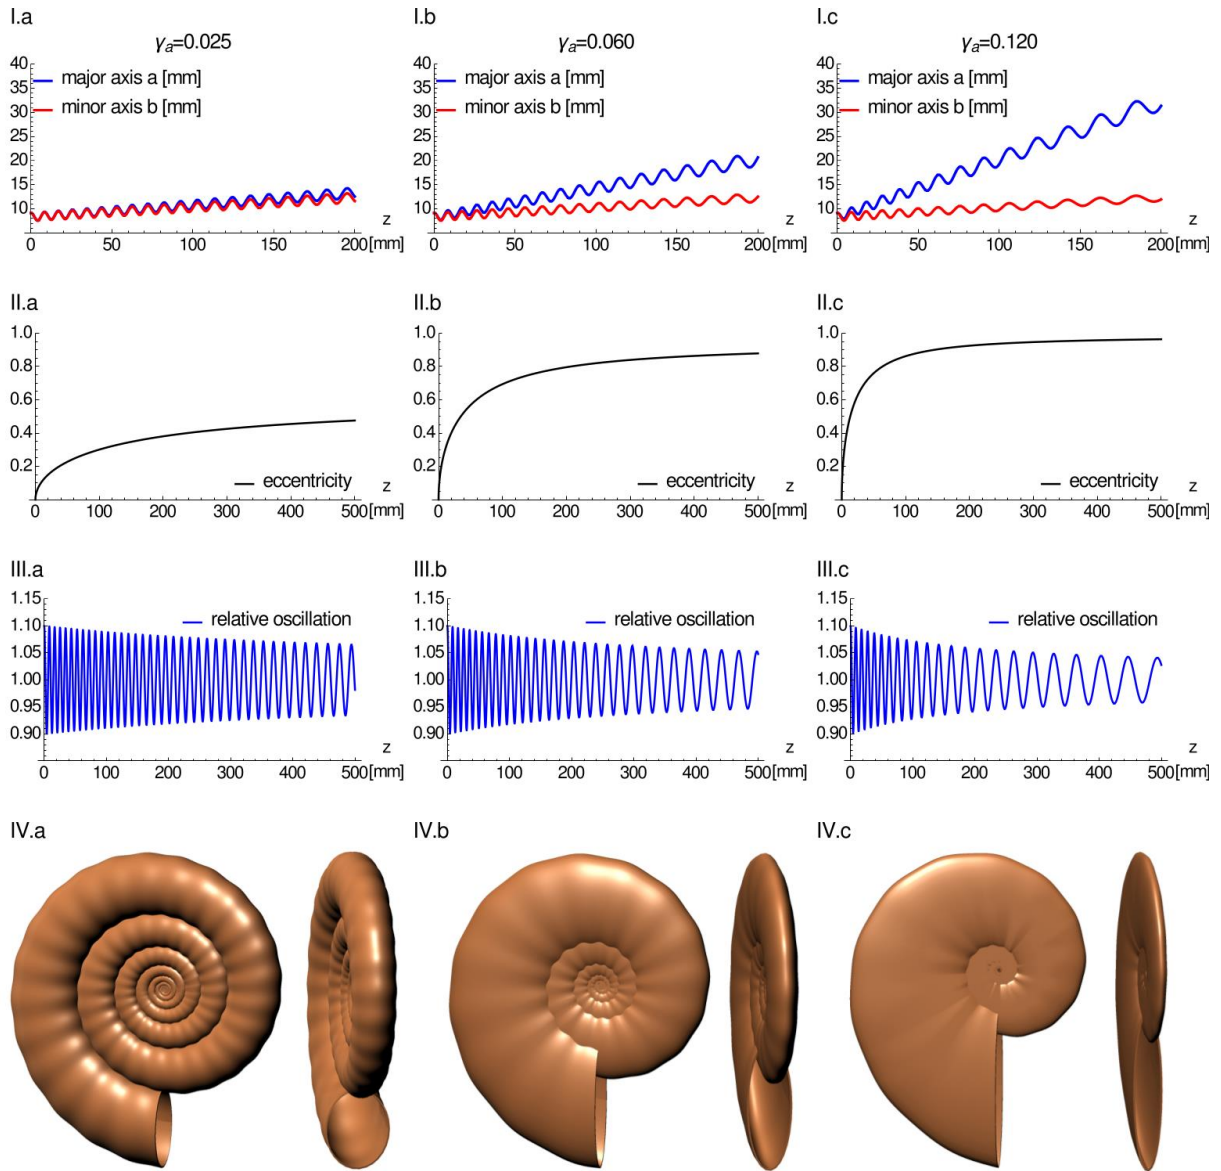 I.a I.b I.c
γa=0.025 γa=0.060 γa=0.120
40 40 40
35 major axis a [mm] 35 major axis a [mm] 35 major axis a [mm]
30 minor axis b [mm] 30 minor axis b [mm] 30 minor axis b [mm]
25 25 25
20 20 20
15 15 15
10 10 10
z z z
0 50 100 150 200 [mm] 0 50 100 150 200 [mm] 0 50 100 150 200 [mm]
II.a II.b II.c
1.0 1.0 1.0
0.8 0.8 0.8
0.6 0.6 0.6
0.4 0.4 0.4
0.2 eccentricity z 0.2 eccentricity z 0.2 eccentricity z
0 100 200 300 400 500 [mm] 0 100 200 300 400 500 [mm] 0 100 200 300 400 500 [mm]
III.a III.b III.c
1.15 relative oscillation 1.15 relative oscillation 1.15 relative oscillation
1.10 1.10 1.10
1.05 1.05 1.05
1.00 1.00 1.00
0.95 0.95 0.95
0.90 0.90 0.90
z z z
0 100 200 300 400 500 [mm] 0 100 200 300 400 500 [mm] 0 100 200 300 400 500 [mm]
IV.a IV.b IV.c